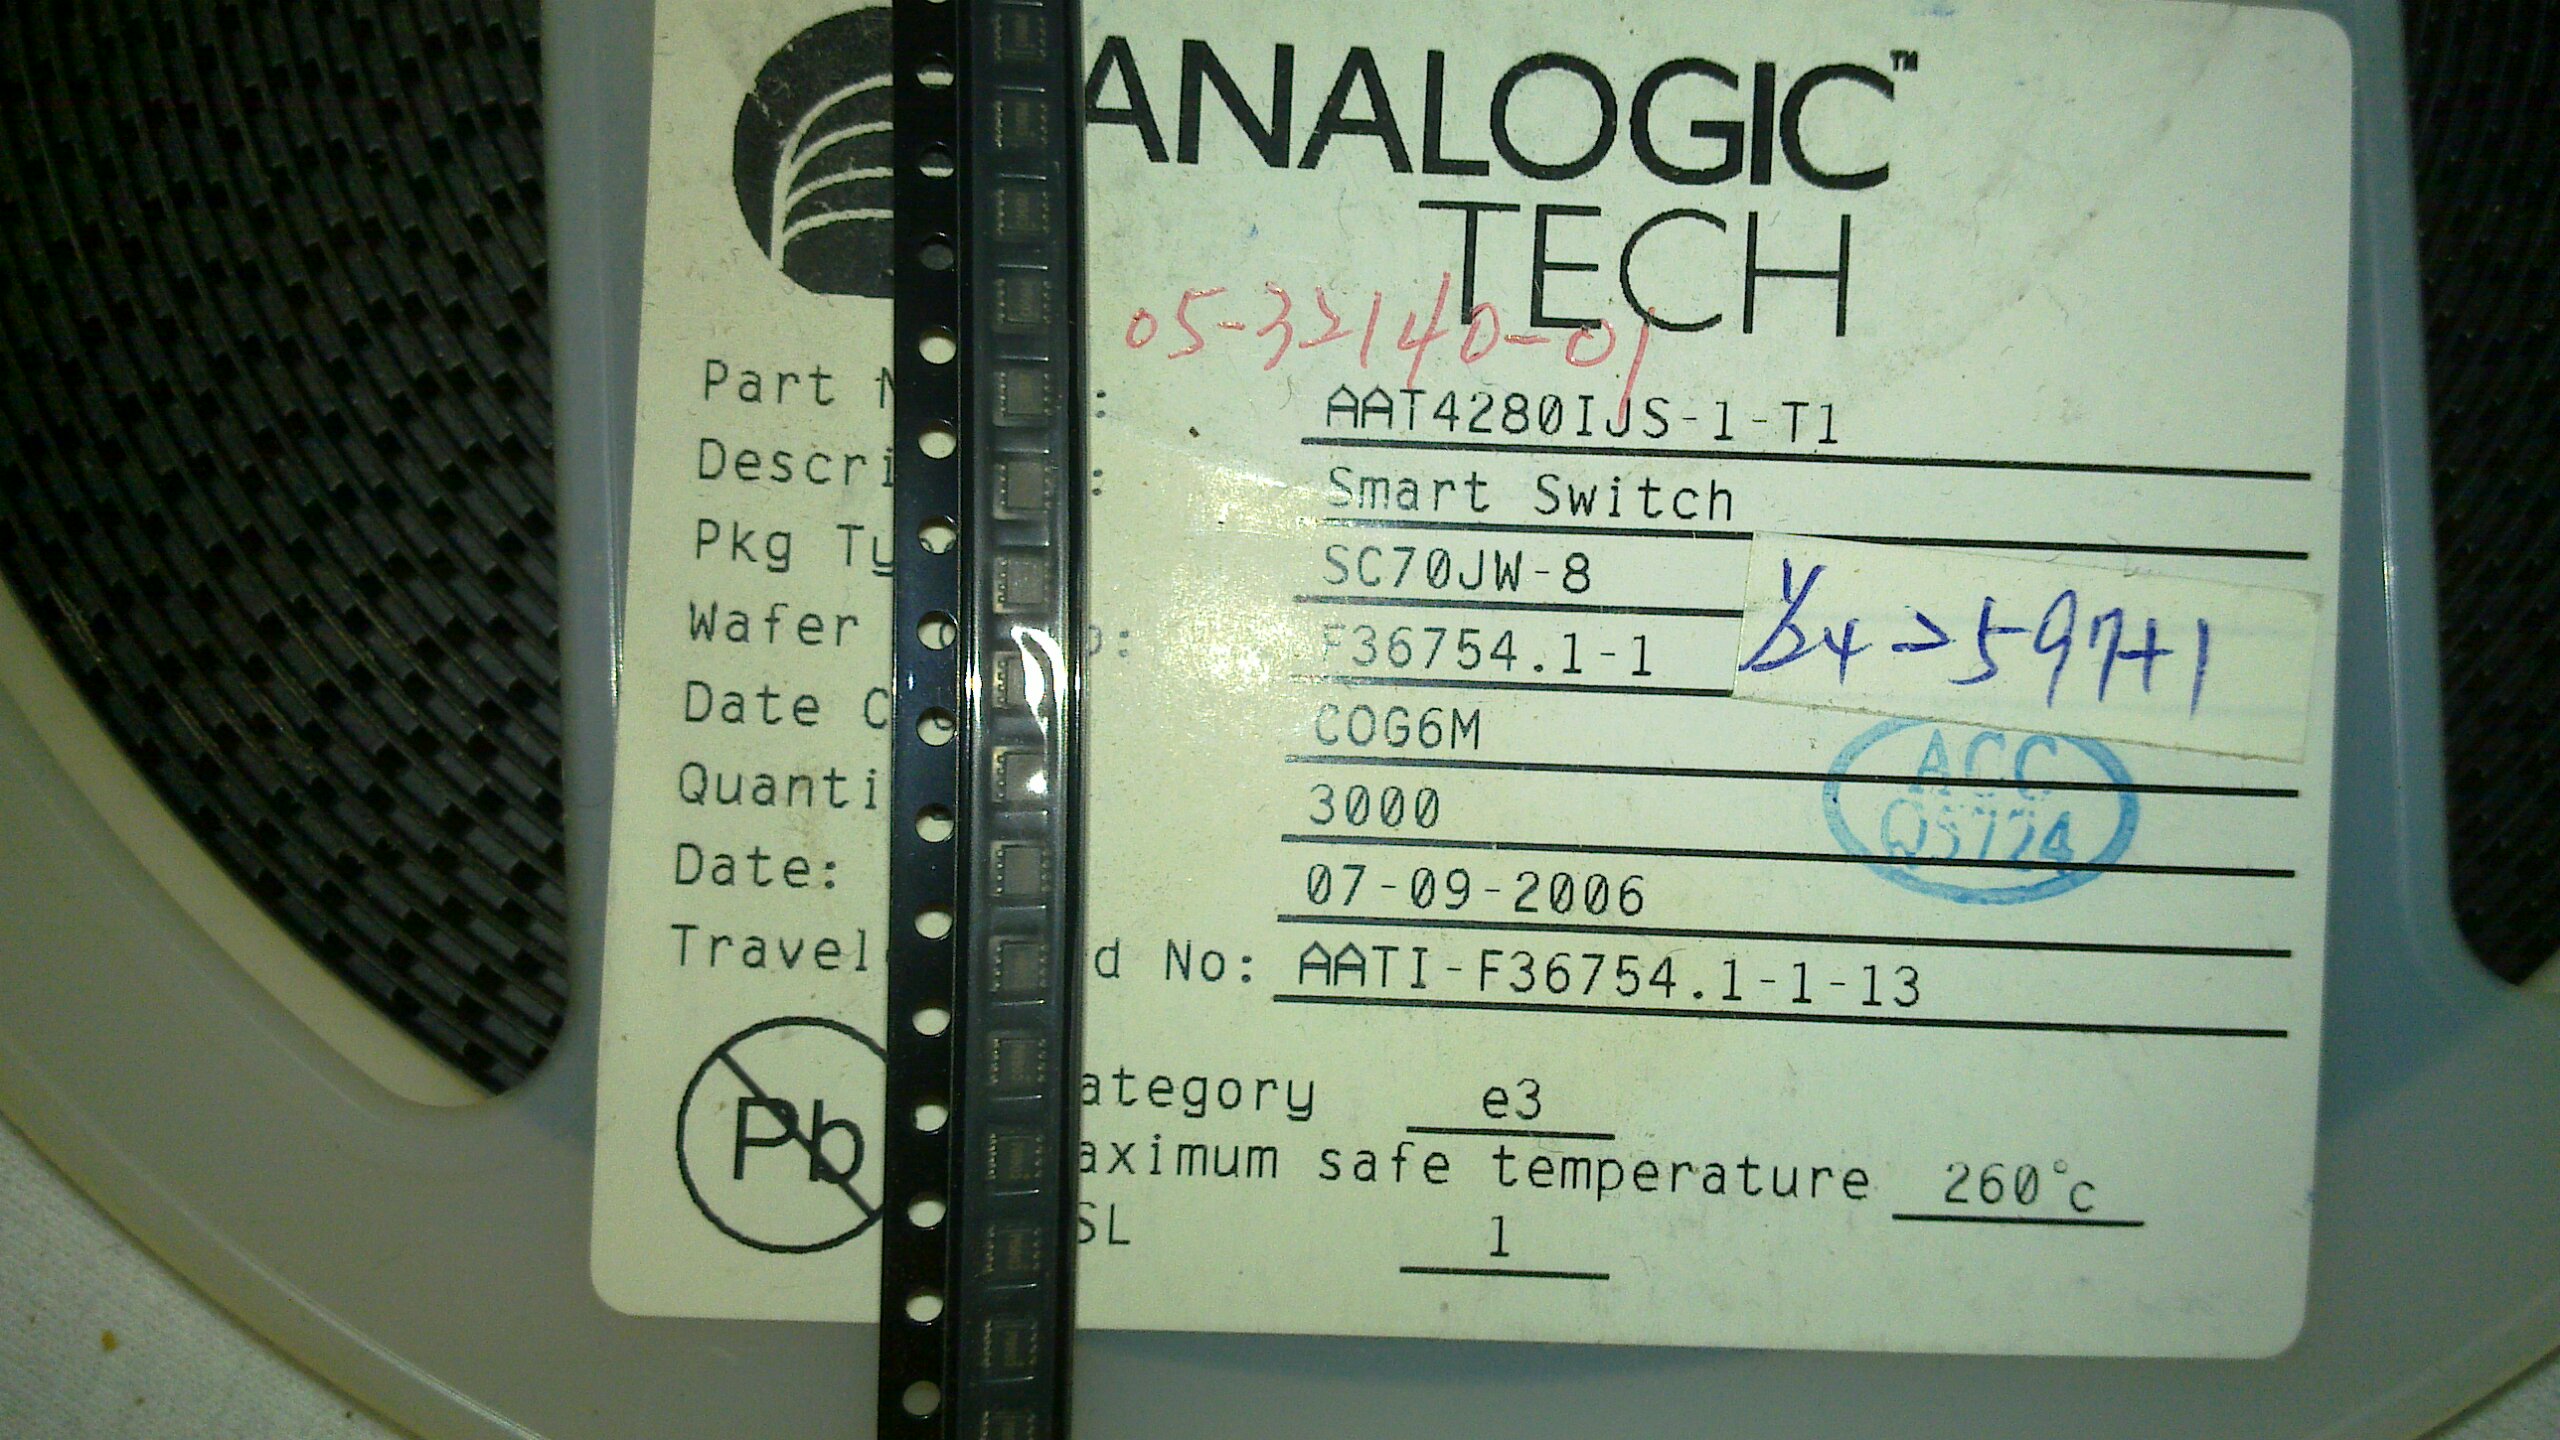 ANALOGIC™
TECH
05-32140-01
Part : AAT4280IJS-1-T1
Descri : Smart Switch
Pkg Ty SC70JW-8
Wafer F36754.1-1
Date C COG6M
Quanti 3000
Date: 07-09-2006
Travel d No: AATI-F36754.1-1-13
ACC
Q5724
Pb
ategory e3
aximum safe temperature 260°c
SL 1